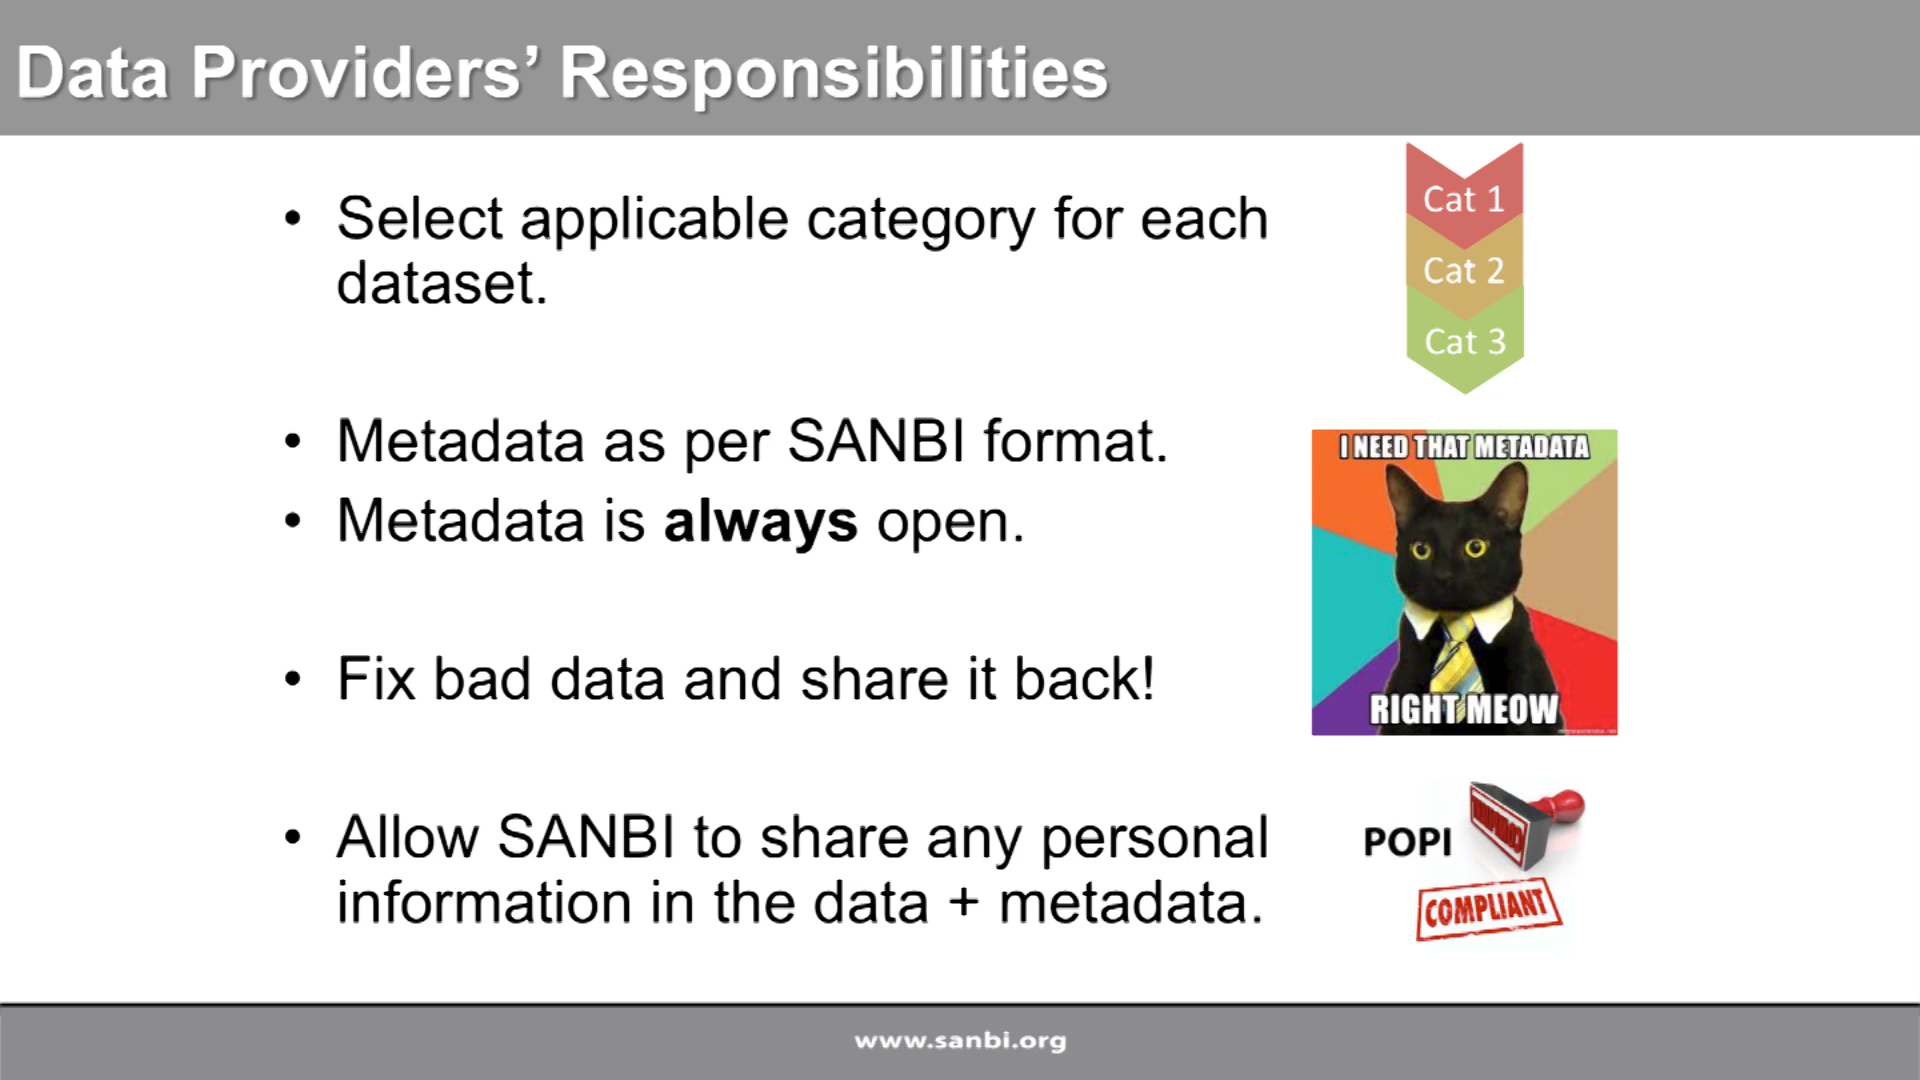 Data Providers’ Responsibilities
• Select applicable category for each
dataset.
Cat 1
Cat 2
Cat 3
• Metadata as per SANBI format.
• Metadata is always open.
I NEED THAT METADATA
RIGHT MEOW
• Fix bad data and share it back!
• Allow SANBI to share any personal
information in the data + metadata.
POPI
COMPLIANT
www.sanbi.org